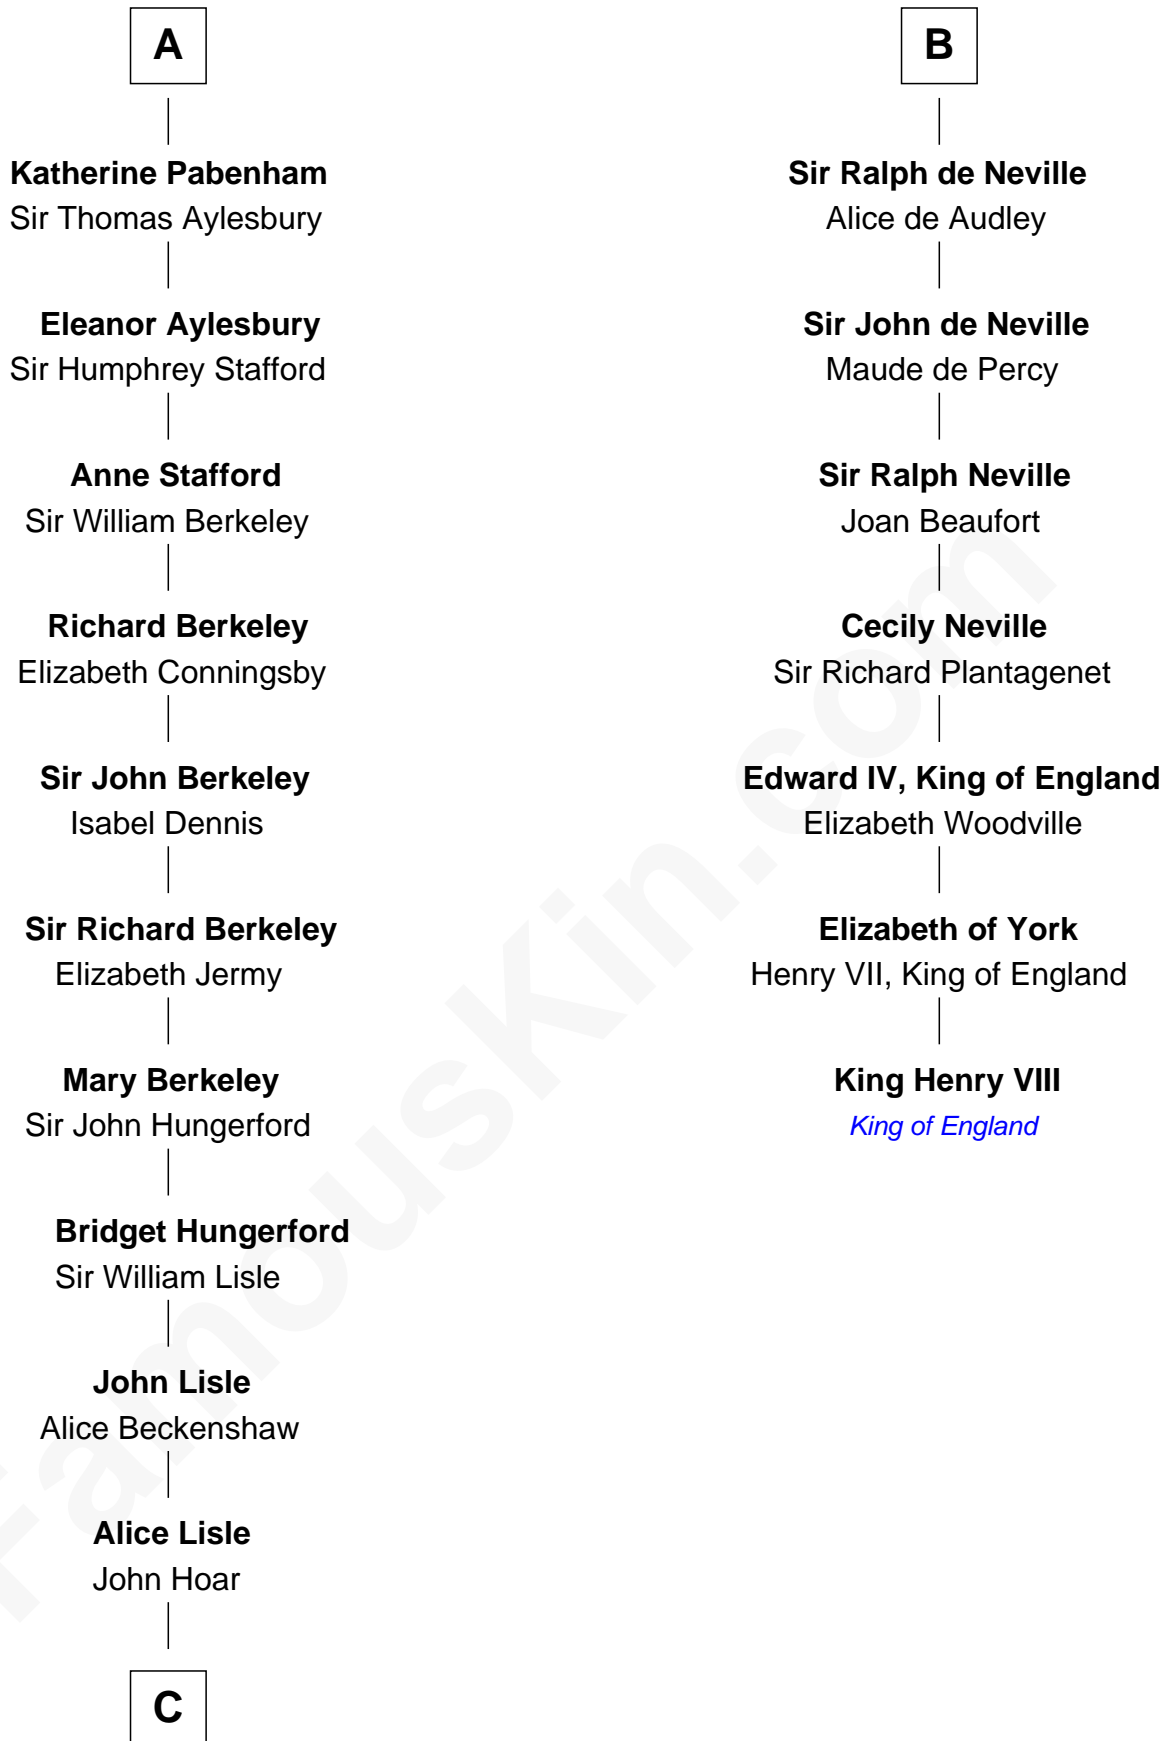 A
Katherine Pabenham
Sir Thomas Aylesbury
Eleanor Aylesbury
Sir Humphrey Stafford
Anne Stafford
Sir William Berkeley
Richard Berkeley
Elizabeth Conningsby
Sir John Berkeley
Isabel Dennis
Sir Richard Berkeley
Elizabeth Jermy
Mary Berkeley
Sir John Hungerford
Bridget Hungerford
Sir William Lisle
John Lisle
Alice Beckenshaw
Alice Lisle
John Hoar
C
B
Sir Ralph de Neville
Alice de Audley
Sir John de Neville
Maude de Percy
Sir Ralph Neville
Joan Beaufort
Cecily Neville
Sir Richard Plantagenet
Edward IV, King of England
Elizabeth Woodville
Elizabeth of York
Henry VII, King of England
King Henry VIII
King of England
FamousKin.com